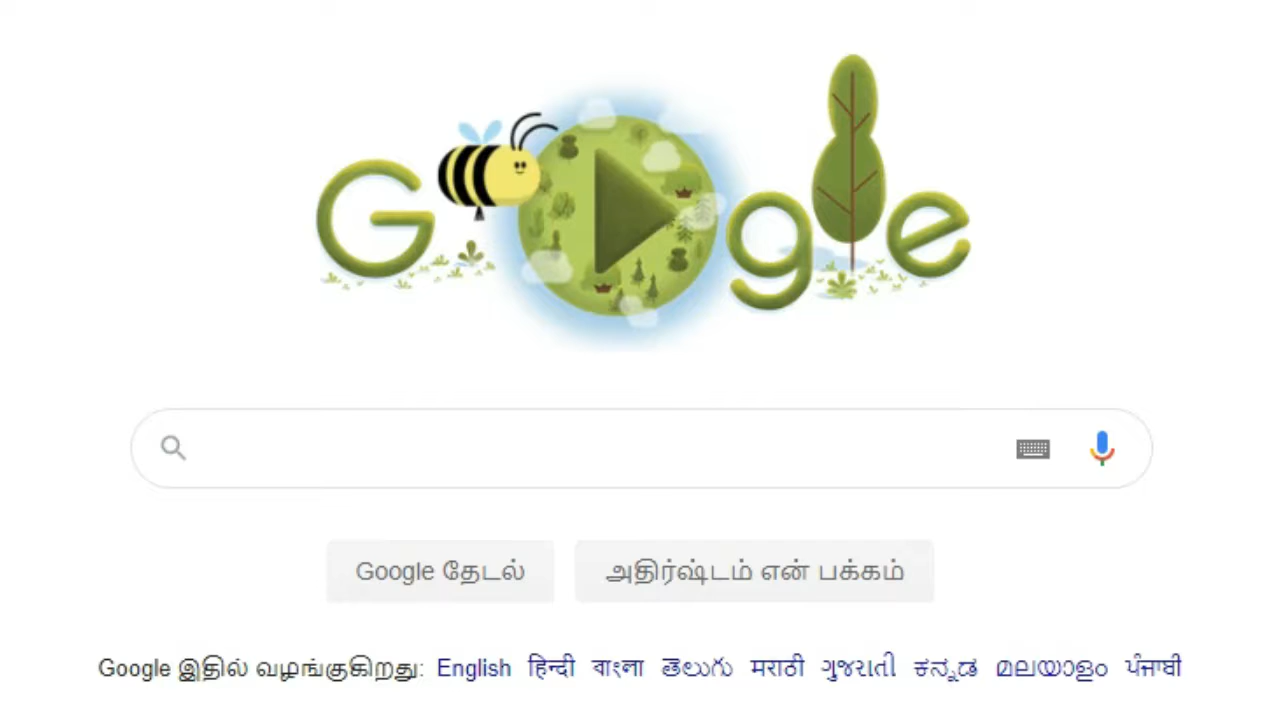 Google
Google தேடல் அதிர்ஷ்டம் என் பக்கம்
Google இதில் வழங்குகிறது: English हिन्दी বাংলা తెలుగు मराठी ગુજરાતી ಕನ್ನಡ മലയാളം ਪੰਜਾਬੀ